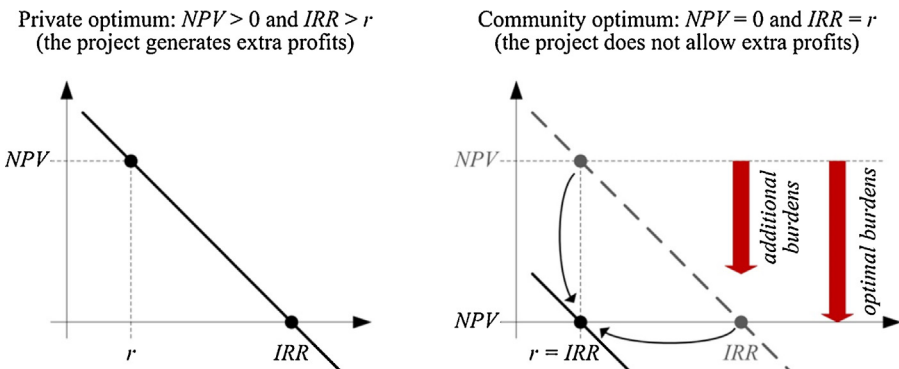 Private optimum: NPV > 0 and IRR > r
(the project generates extra profits)
NPV
r
IRR
Community optimum: NPV = 0 and IRR = r
(the project does not allow extra profits)
NPV
additional
burdens
optimal burdens
NPV
r = IRR
IRR